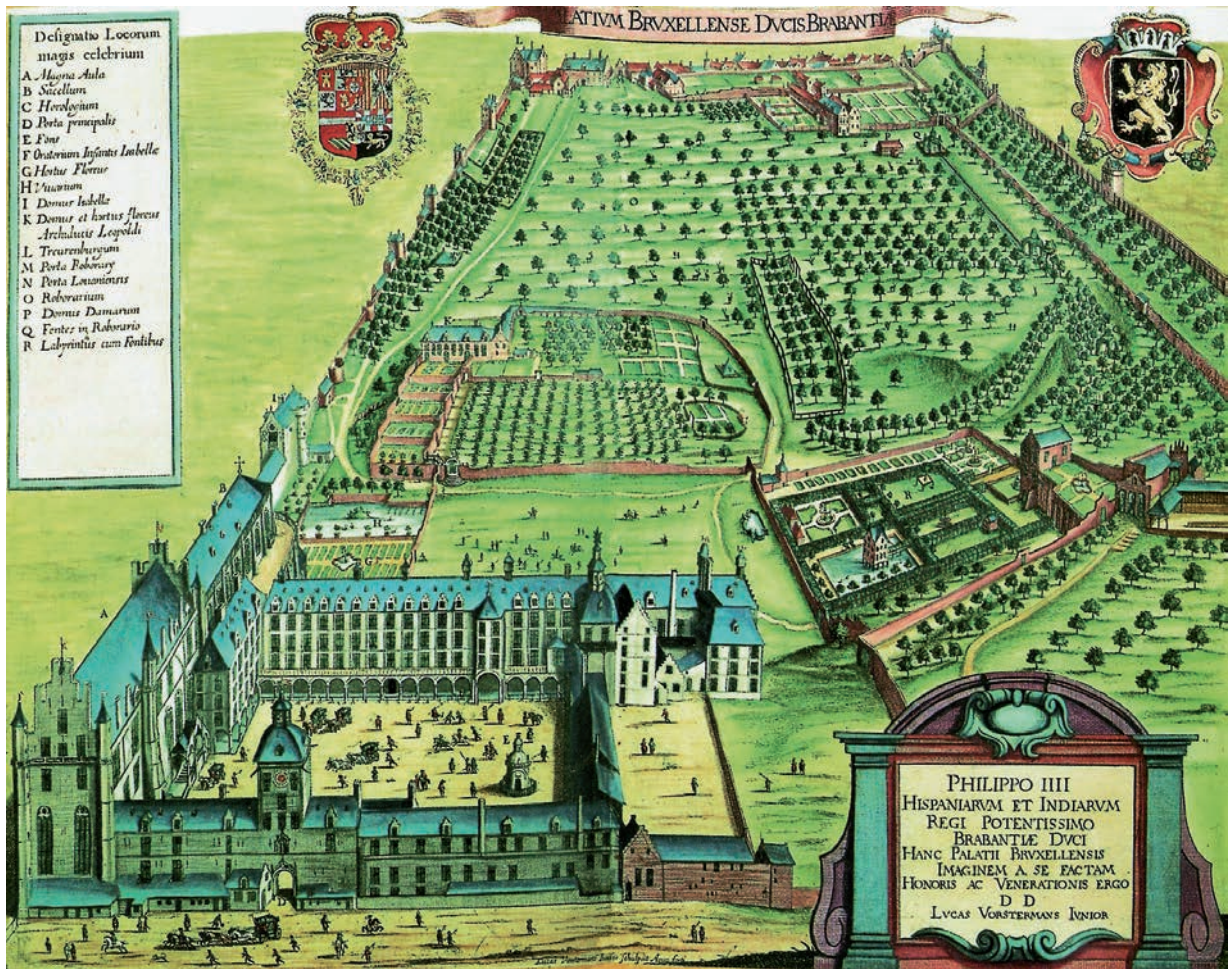 PALATIVM BRVXELLENSE DVCIS BRABANTIÆ
Designatio Locorum
magis celebrium
A Magna Aula
B Sacellum
C Horologium
D Porta principalis
E Fons
F Oratorium Infantis Isabellæ
G Hortus Floreus
H Viuarium
I Domus Isabellæ
K Domus et hortus floreus
Archiducis Leopoldi
L Treurenburgum
M Porta Roborarij
N Porta Louaniensis
O Roborarium
P Domus Damarum
Q Fontes in Roborario
R Labyrintus cum Fontibus
B
A
R
E
PHILIPPO IIII
HISPANIARVM ET INDIARVM
REGI POTENTISSIMO
BRABANTIÆ DVCI
HANC PALATII BRVXELLENSIS
IMAGINEM A SE FACTAM
HONORIS AC VENERATIONIS ERGO
D D
LVCAS VORSTERMANS IVNIOR